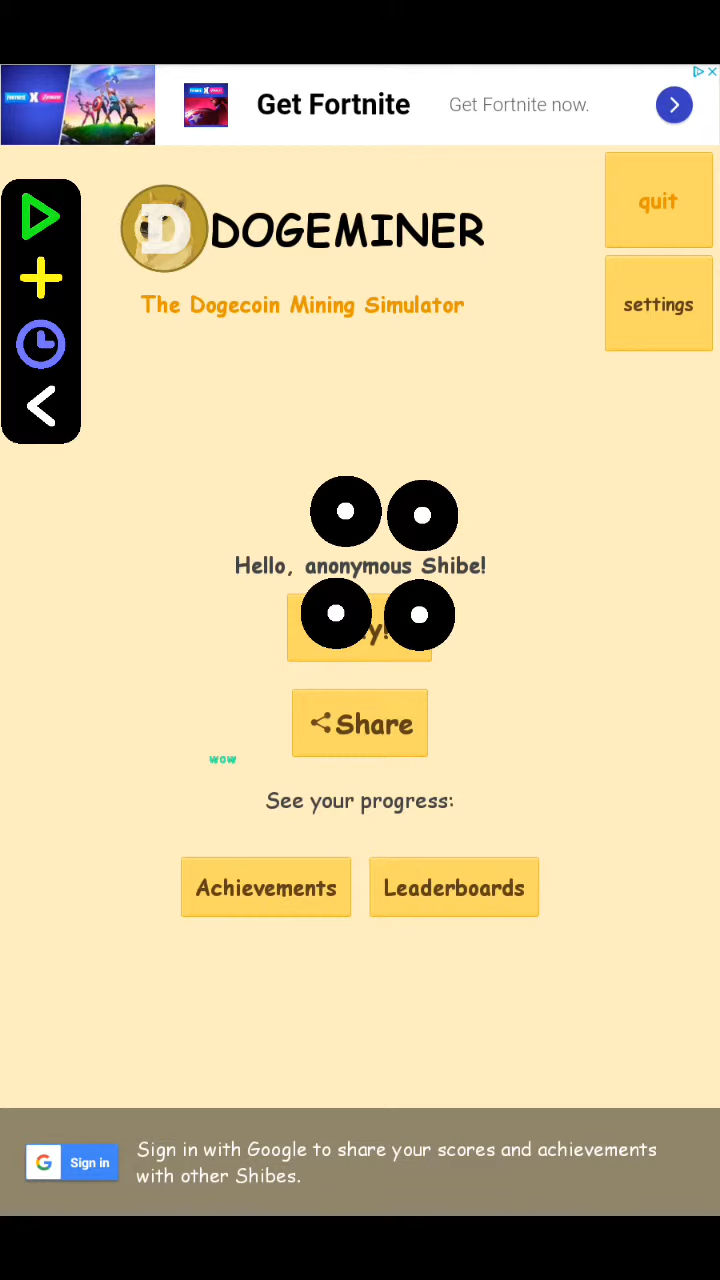 Get Fortnite
Get Fortnite now.
quit
DOGEMINER
The Dogecoin Mining Simulator
settings
Hello, anonymous Shibe!
Share
wow
See your progress:
Achievements
Leaderboards
G Sign in
Sign in with Google to share your scores and achievements
with other Shibes.